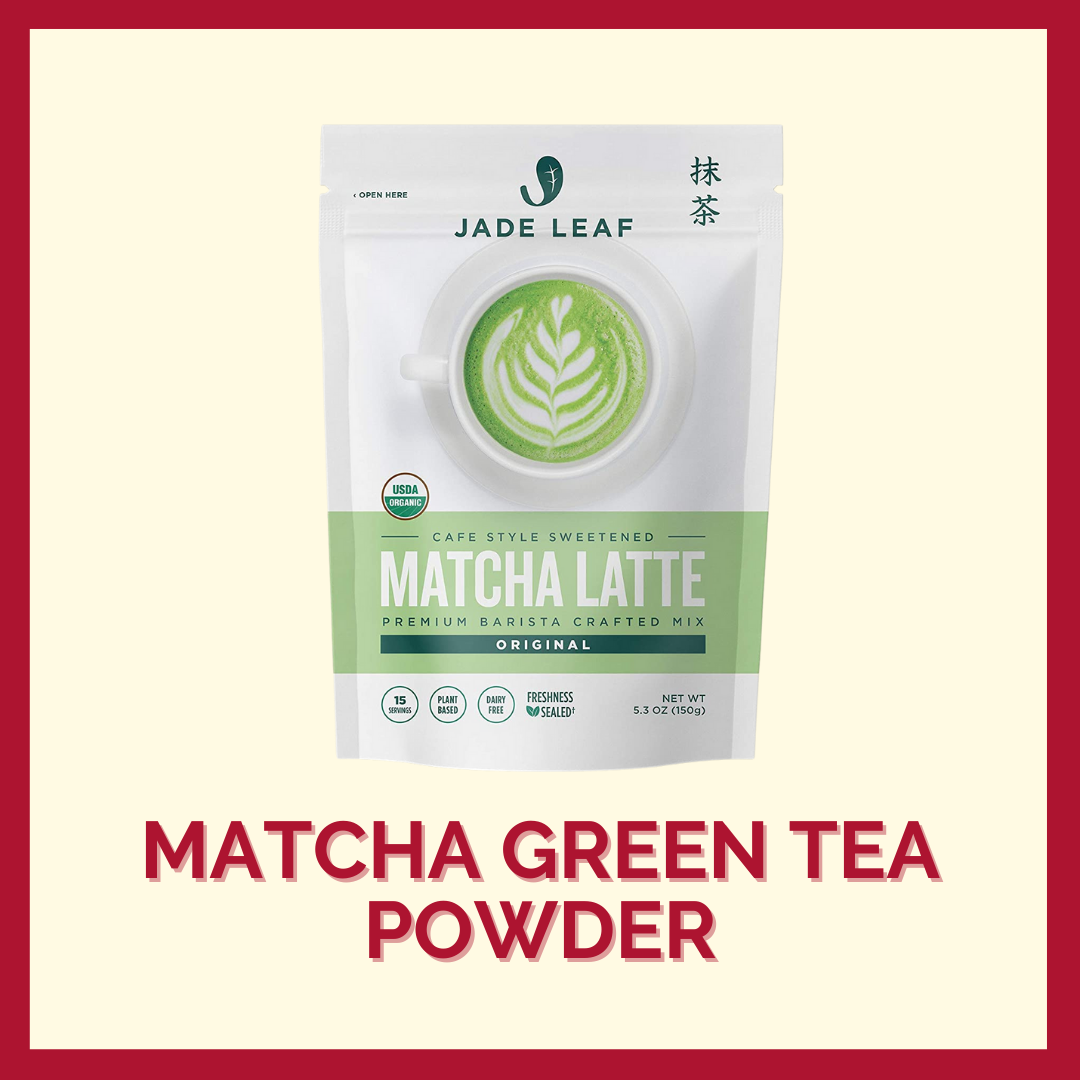 ‹ OPEN HERE
JADE LEAF
抹
茶
USDA
ORGANIC
CAFE STYLE SWEETENED
MATCHA LATTE
PREMIUM BARISTA CRAFTED MIX
ORIGINAL
15
SERVINGS
PLANT
BASED
DAIRY
FREE
FRESHNESS
SEALED†
NET WT
5.3 OZ (150g)
MATCHA GREEN TEA
POWDER